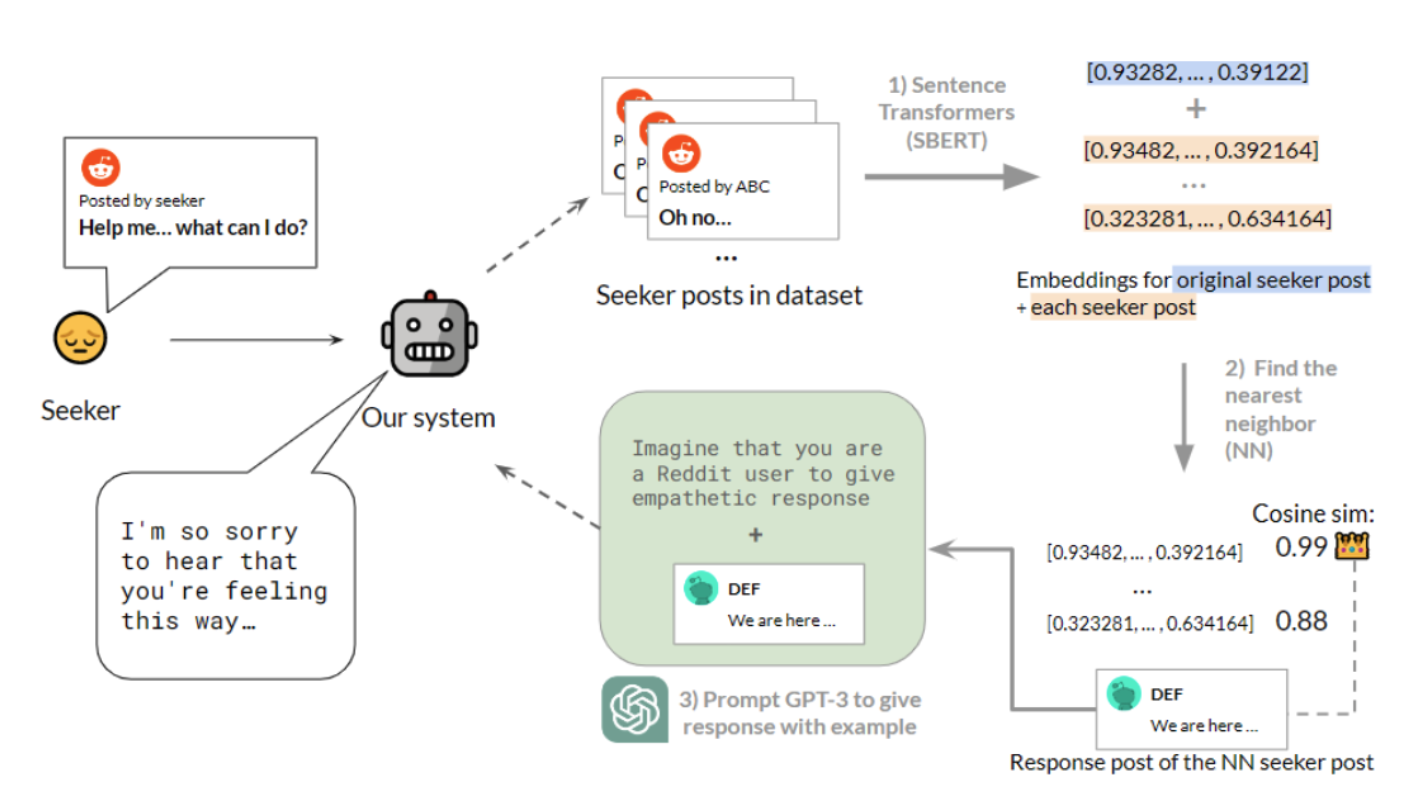 Posted by seeker
Help me... what can I do?
Seeker
Our system
I'm so sorry
to hear that
you're feeling
this way…
P
O
P
O
Posted by ABC
Oh no...
...
Seeker posts in dataset
1) Sentence
Transformers
(SBERT)
[0.93282, ... , 0.39122]
+
[0.93482, ... , 0.392164]
...
[0.323281, ... , 0.634164]
Embeddings for original seeker post
+ each seeker post
2) Find the
nearest
neighbor
(NN)
Cosine sim:
[0.93482, ... , 0.392164] 0.99
...
[0.323281, ... , 0.634164] 0.88
DEF
We are here ...
Response post of the NN seeker post
Imagine that you are
a Reddit user to give
empathetic response
+
DEF
We are here ...
3) Prompt GPT-3 to give
response with example